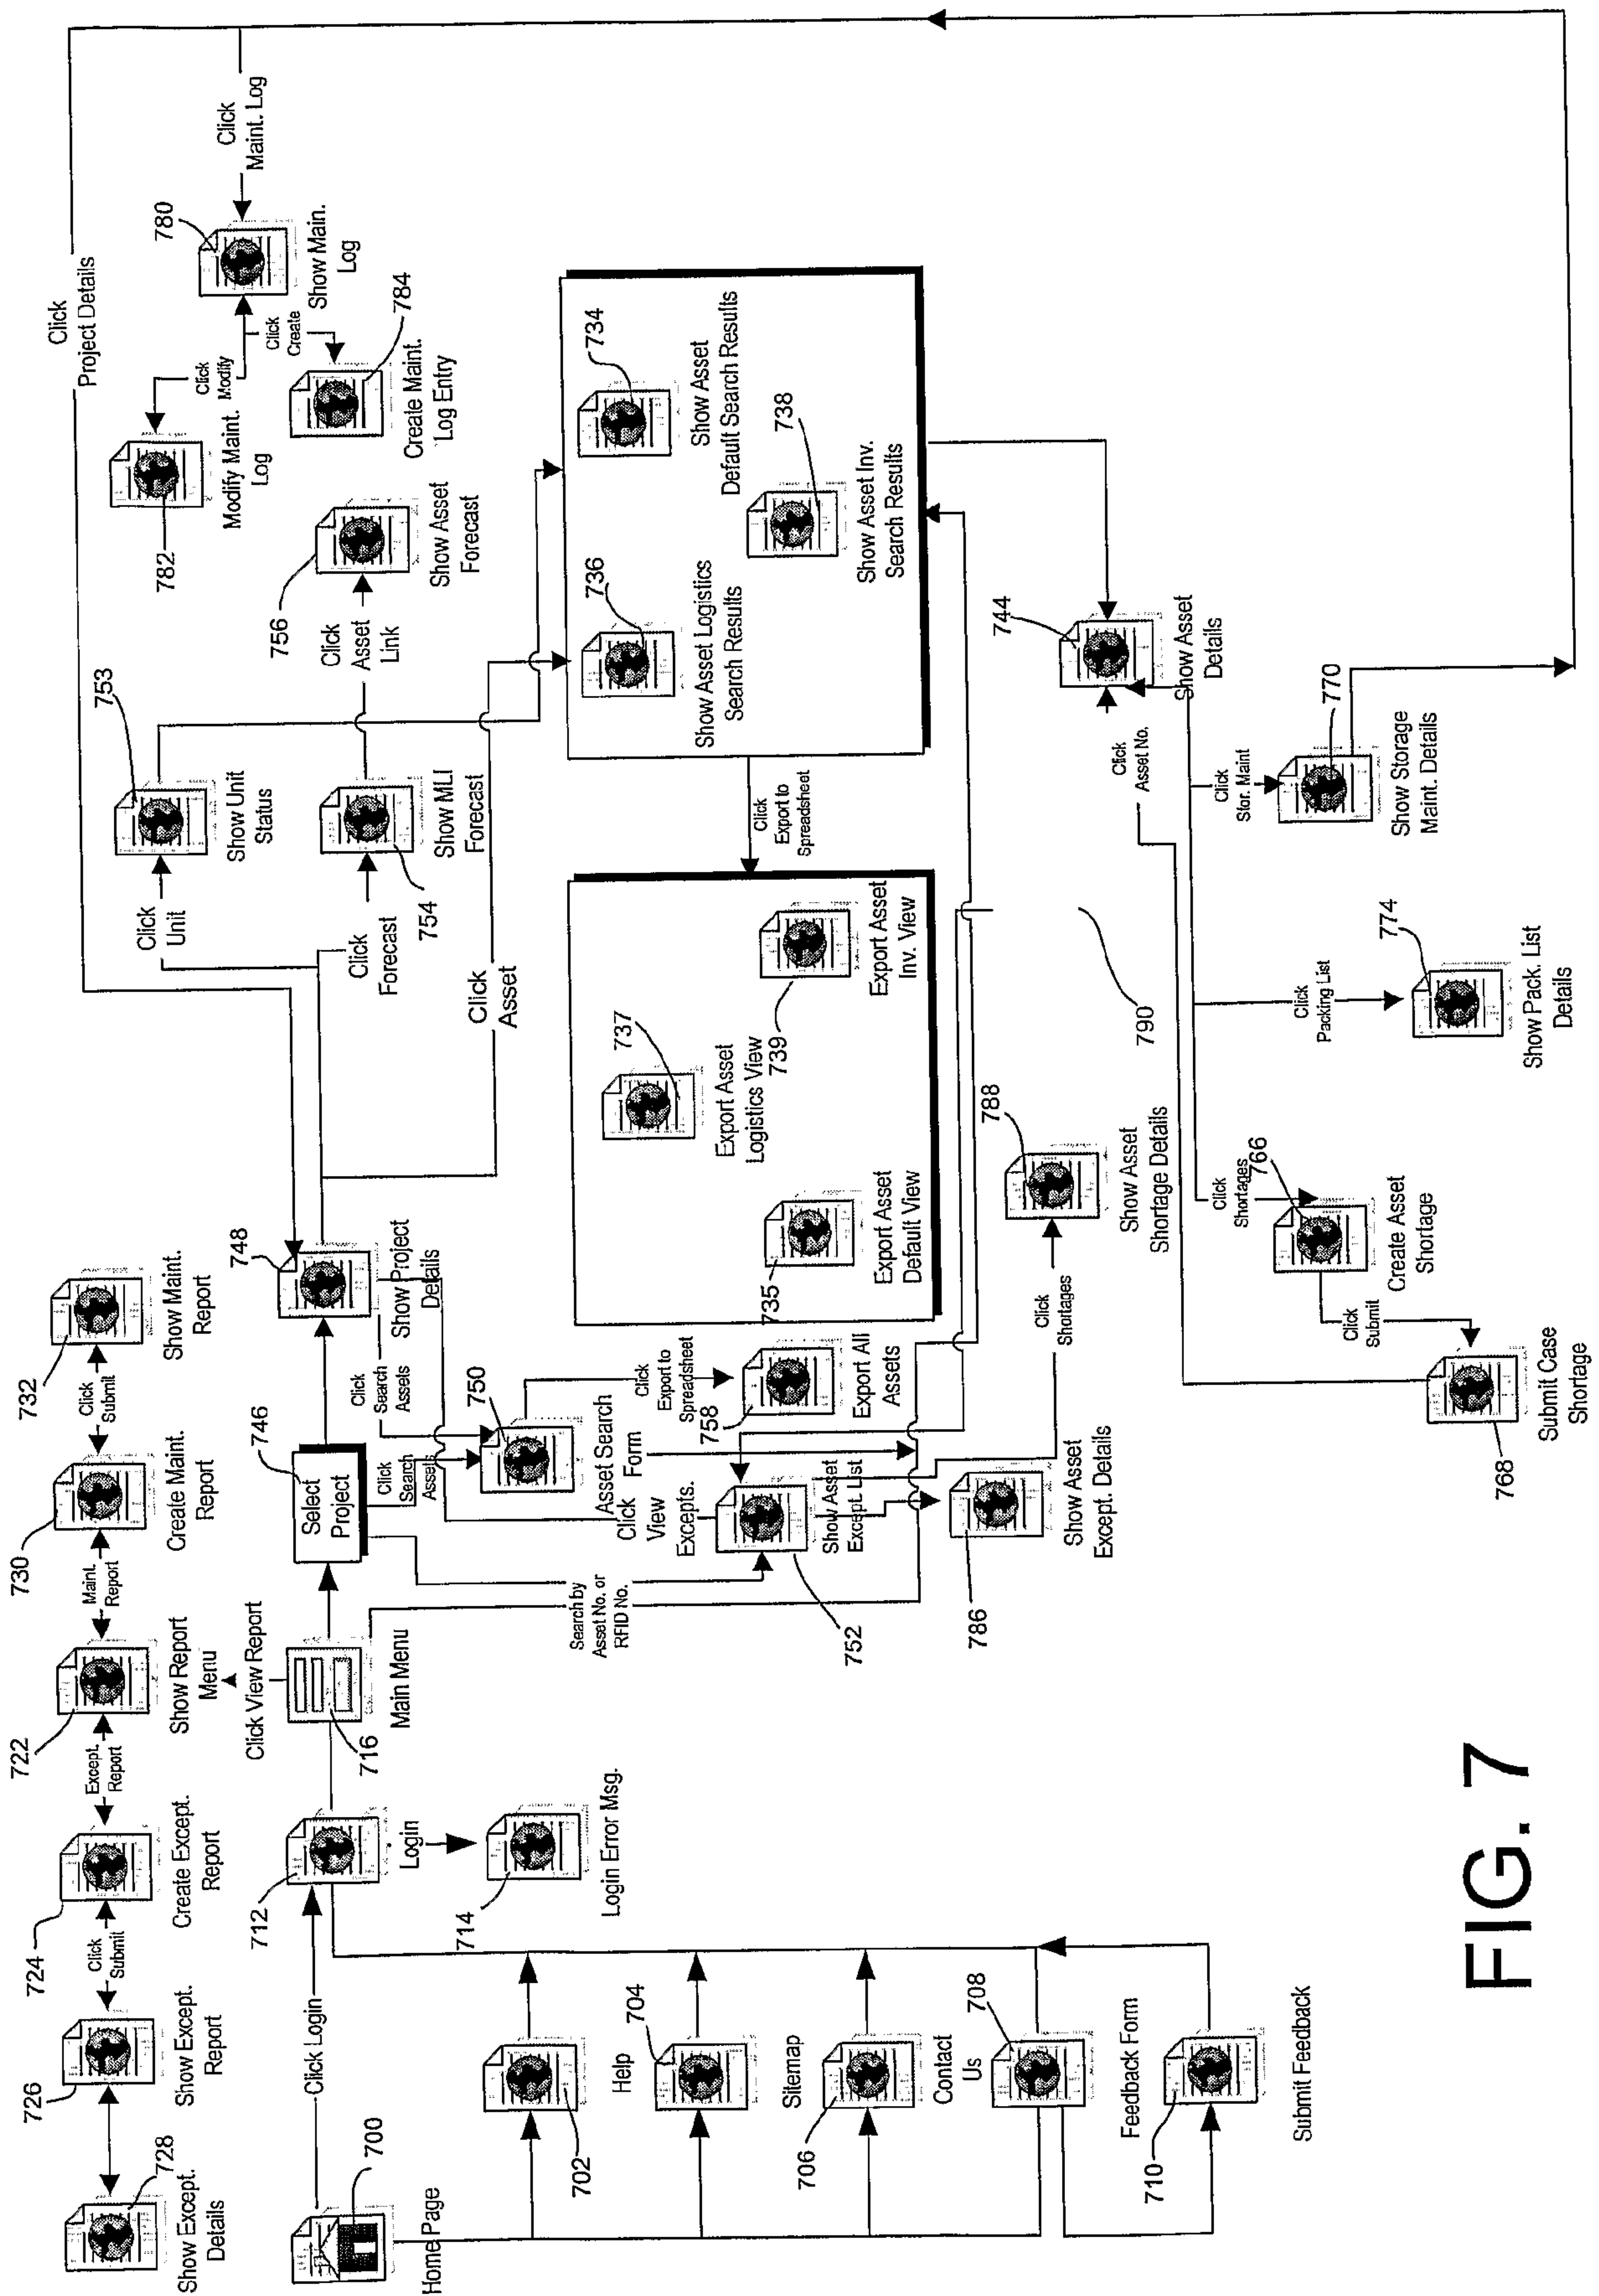 728
Show Except.
Details
726
Show Except.
Report
Click
Submit
724
Create Except.
Report
Except.
Report
722
Show Report
Menu
Maint.
Report
730
Create Maint.
Report
Click
Submit
732
Show Maint.
Report
700
Home Page
Click Login
712
Login
714
Login Error Msg.
702
Help
704
Sitemap
706
Contact
Us
708
Feedback Form
710
Submit Feedback
Click View Report
716
Main Menu
746
Select
Project
748
Show Project
Details
Click
Search
Assets
Click
Search
Assets
750
Asset Search
Form
Click
Export to
Spreadsheet
758
Export All
Assets
Click
View
Excepts.
Search by
Asset No. or
RFID No.
752
Show Asset
Except. List
786
Show Asset
Except. Details
Click
Shortages
788
Show Asset
Shortage Details
Click
Project Details
Click
Unit
753
Show Unit
Status
Click
Forecast
754
Show MLI
Forecast
Click
Asset
Link
756
Show Asset
Forecast
Click
Asset
782
Modify Maint.
Log
Click
Modify
780
Show Main.
Log
Click
Create
784
Create Maint.
Log Entry
Click
Maint. Log
735
Export Asset
Default View
737
Export Asset
Logistics View
739
Export Asset
Inv. View
Click
Export to
Spreadsheet
736
Show Asset Logistics
Search Results
734
Show Asset
Default Search Results
738
Show Asset Inv.
Search Results
790
744
Show Asset
Details
Click
Asset No.
Click
Stor. Maint
770
Show Storage
Maint. Details
Click
Packing List
774
Show Pack. List
Details
Click
Shortages
766
Create Asset
Shortage
Click
Submit
768
Submit Case
Shortage
FIG. 7